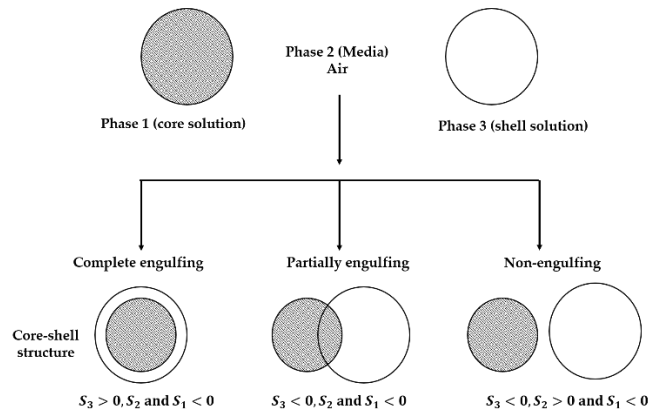 Phase 2 (Media)
Air
Phase 1 (core solution)
Phase 3 (shell solution)
Complete engulfing
Partially engulfing
Non-engulfing
Core-shell
structure
S₃ > 0, S₂ and S₁ < 0
S₃ < 0, S₂ and S₁ < 0
S₃ < 0, S₂ > 0 and S₁ < 0